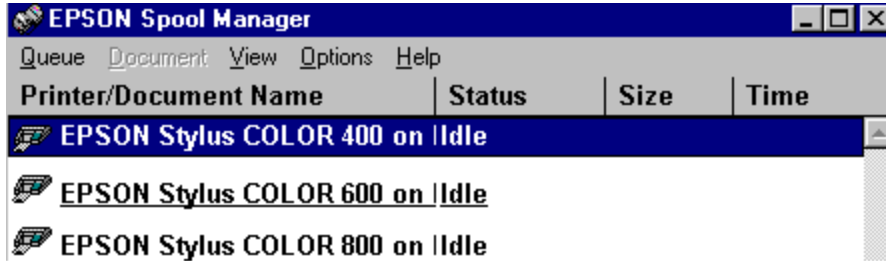 EPSON Spool Manager
Queue Document View Options Help
Printer/Document Name Status Size Time
EPSON Stylus COLOR 400 on Idle
EPSON Stylus COLOR 600 on Idle
EPSON Stylus COLOR 800 on Idle